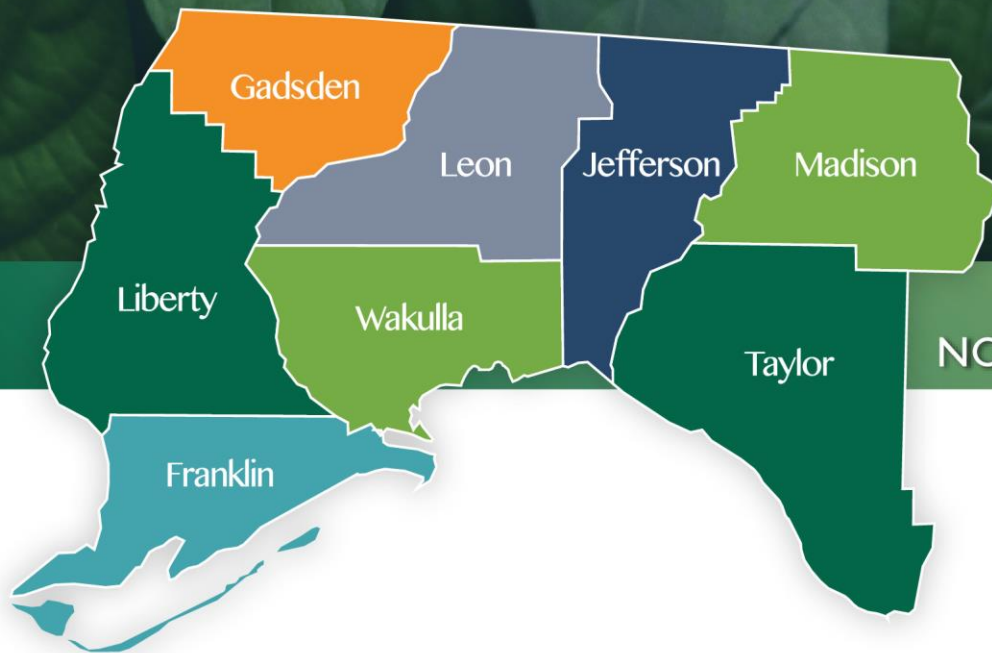 Gadsden
Leon
Jefferson
Madison
Liberty
Wakulla
Taylor
Franklin